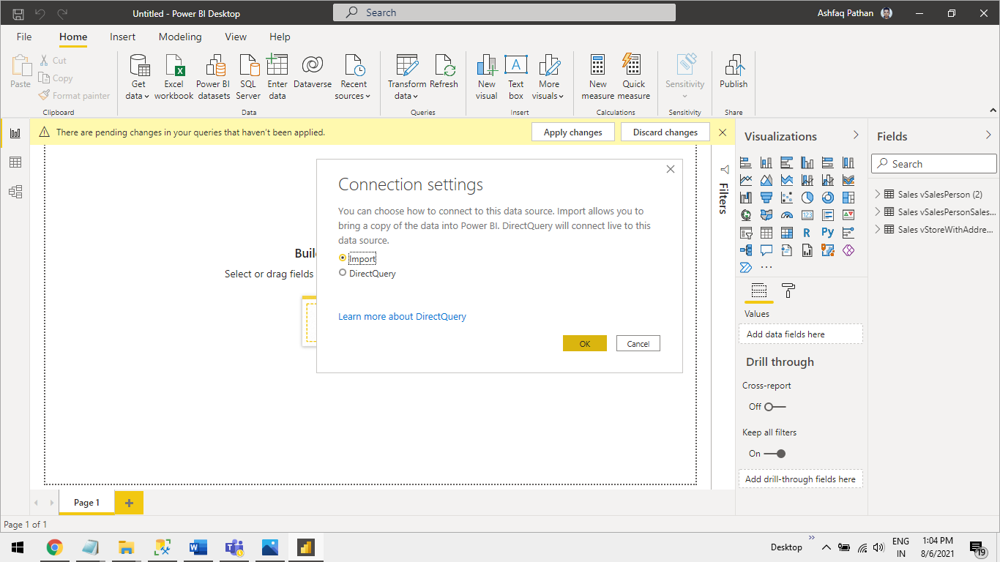 Untitled - Power BI Desktop
Search
Ashfaq Pathan
File Home Insert Modeling View Help
Paste
Cut
Copy
Format painter
Clipboard
Get data
Excel workbook
Power BI datasets
SQL Server
Enter data
Dataverse
Recent sources
Data
Transform data
Refresh
Queries
New visual
Text box
More visuals
Insert
New measure
Quick measure
Calculations
Sensitivity
Sensitivity
Publish
Share
There are pending changes in your queries that haven't been applied.
Apply changes
Discard changes
Connection settings
You can choose how to connect to this data source. Import allows you to
bring a copy of the data into Power BI. DirectQuery will connect live to this
data source.
Import
DirectQuery
Learn more about DirectQuery
OK
Cancel
Buil
Select or drag fields
Filters
Visualizations
123
R
Py
Values
Add data fields here
Drill through
Cross-report
Off
Keep all filters
On
Add drill-through fields here
Fields
Search
Sales vSalesPerson (2)
Sales vSalesPersonSales...
Sales vStoreWithAddre...
Page 1
Page 1 of 1
Desktop
ENG
IN
1:04 PM
8/6/2021
19